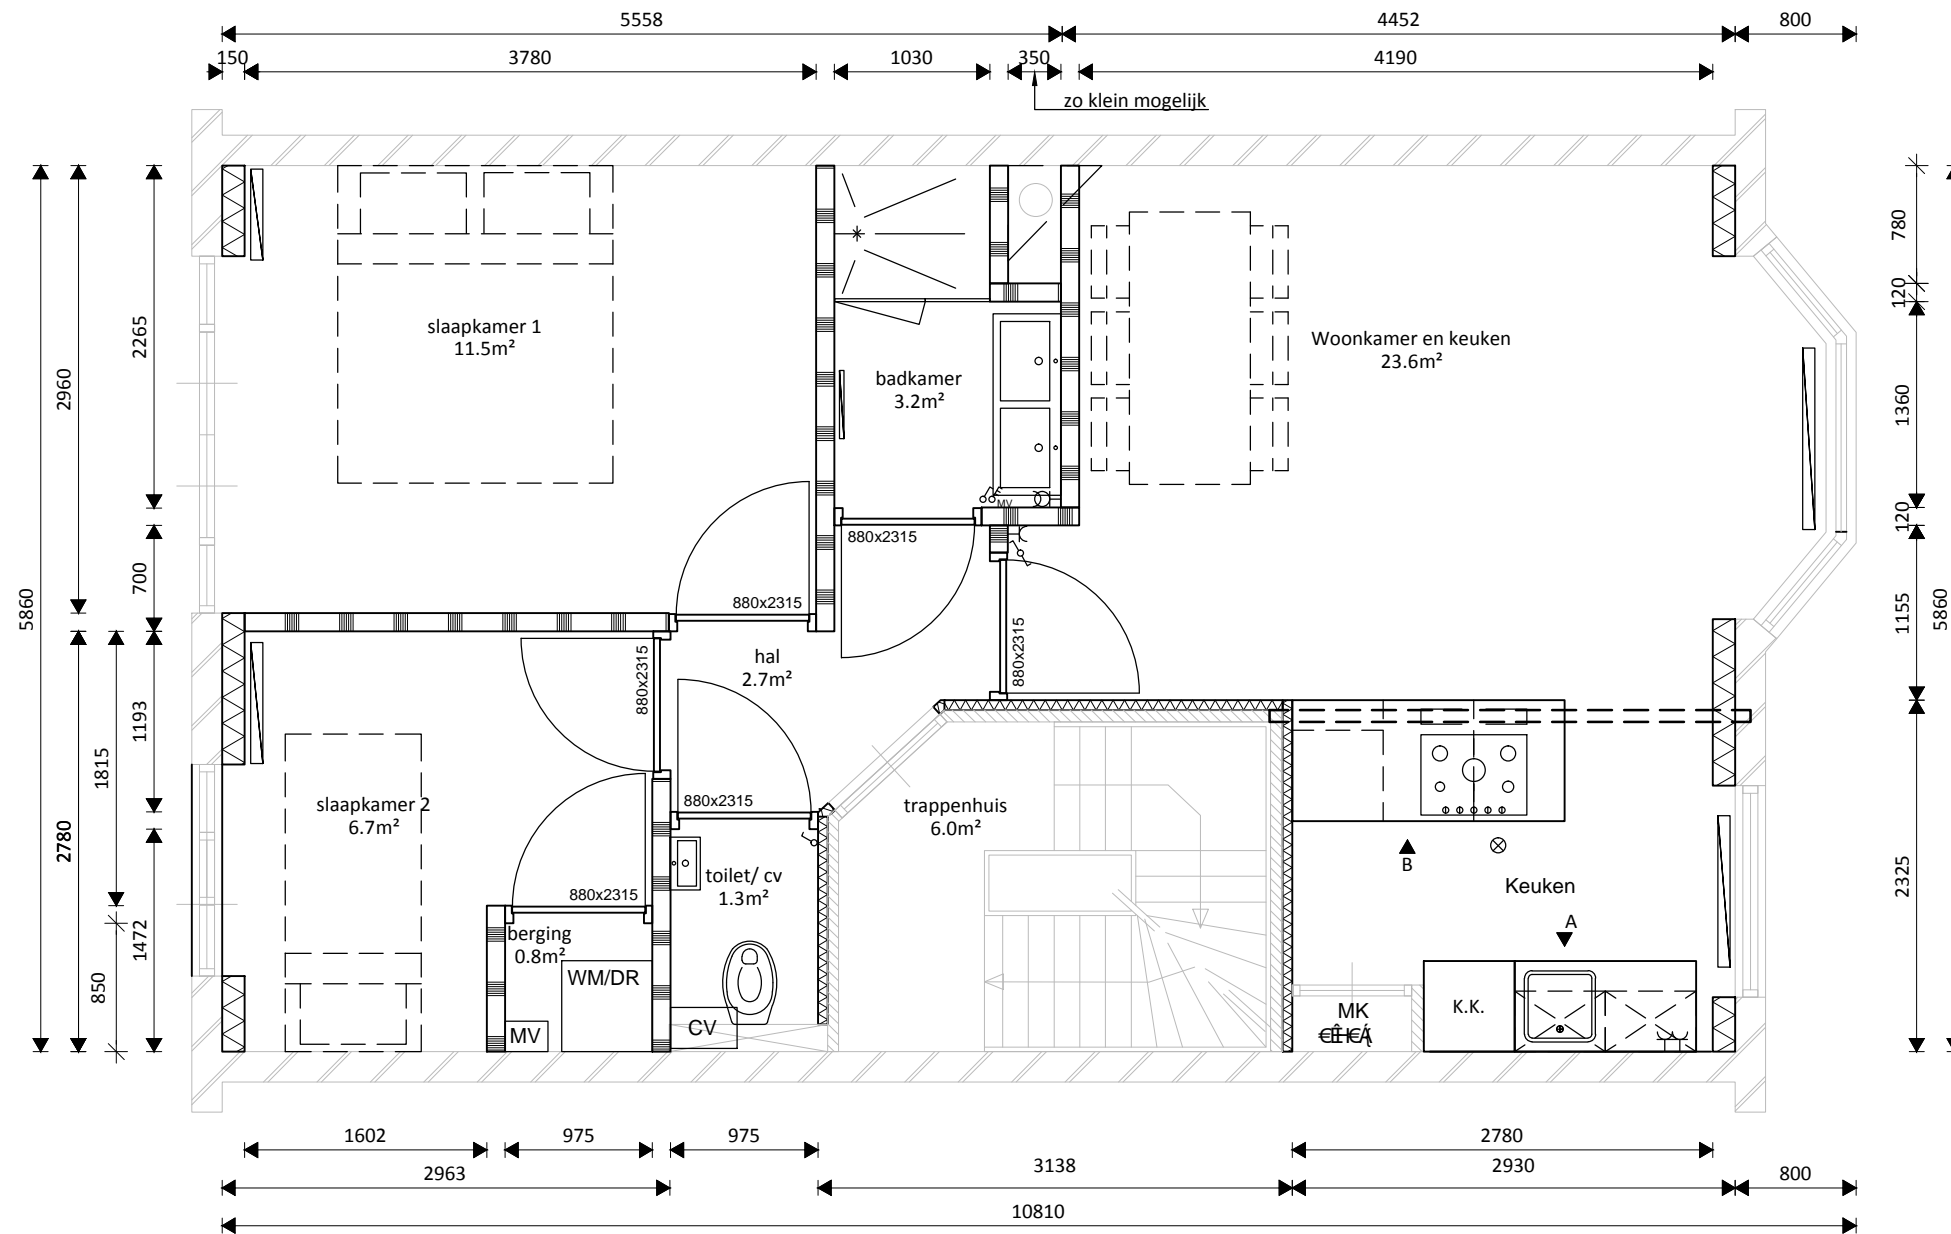 5558
4452
800
150
3780
1030
350
4190
zo klein mogelijk
5860
2960
2265
700
2780
1815
1193
850
1472
780
120
1360
120
1155
5860
2325
slaapkamer 1
11.5m²
badkamer
3.2m²
MV
Woonkamer en keuken
23.6m²
880x2315
880x2315
880x2315
880x2315
hal
2.7m²
880x2315
slaapkamer 2
6.7m²
880x2315
berging
0.8m²
WM/DR
MV
toilet/ cv
1.3m²
CV
trappenhuis
6.0m²
B
Keuken
A
MK
K.K.
1602
975
975
2780
2963
3138
2930
800
10810